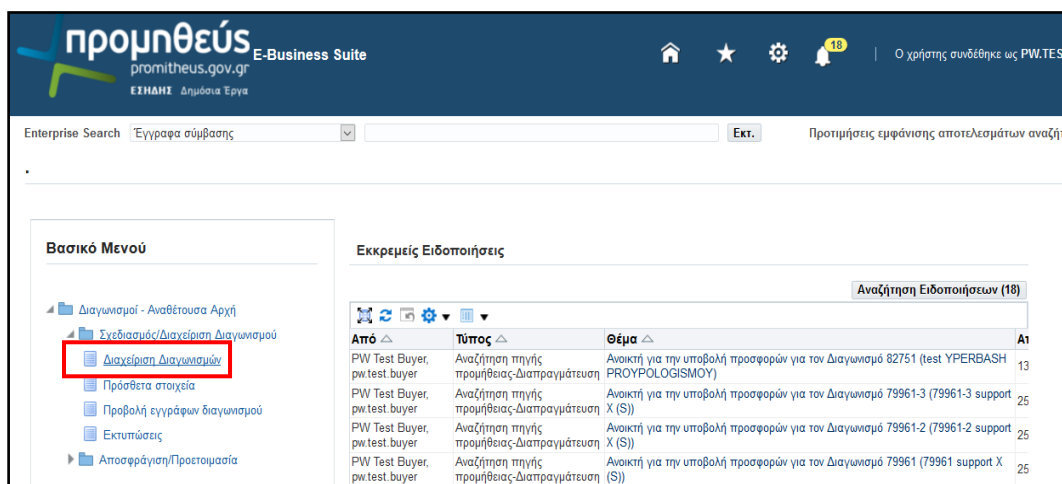 προμηθεύς
promitheus.gov.gr
ΕΣΗΔΗΣ Δημόσια Έργα
E-Business Suite
18
Ο χρήστης συνδέθηκε ως PW.TES
Enterprise Search Έγγραφα σύμβασης Εκτ. Προτιμήσεις εμφάνισης αποτελεσμάτων αναζήτ
.
Βασικό Μενού
Διαγωνισμοί - Αναθέτουσα Αρχή
Σχεδιασμός/Διαχείριση Διαγωνισμού
Διαχείριση Διαγωνισμών
Πρόσθετα στοιχεία
Προβολή εγγράφων διαγωνισμού
Εκτυπώσεις
Αποσφράγιση/Προετοιμασία
Εκκρεμείς Ειδοποιήσεις
Αναζήτηση Ειδοποιήσεων (18)
Από Τύπος Θέμα Απ
PW Test Buyer, Αναζήτηση πηγής Ανοικτή για την υποβολή προσφορών για τον Διαγωνισμό 82751 (test YPERBASH 13
pw.test.buyer προμήθειας-Διαπραγμάτευση PROYPOLOGISMOY)
PW Test Buyer, Αναζήτηση πηγής Ανοικτή για την υποβολή προσφορών για τον Διαγωνισμό 79961-3 (79961-3 support 25
pw.test.buyer προμήθειας-Διαπραγμάτευση X (S))
PW Test Buyer, Αναζήτηση πηγής Ανοικτή για την υποβολή προσφορών για τον Διαγωνισμό 79961-2 (79961-2 support 25
pw.test.buyer προμήθειας-Διαπραγμάτευση X (S))
PW Test Buyer, Αναζήτηση πηγής Ανοικτή για την υποβολή προσφορών για τον Διαγωνισμό 79961 (79961 support X 25
pw.test.buyer προμήθειας-Διαπραγμάτευση (S))